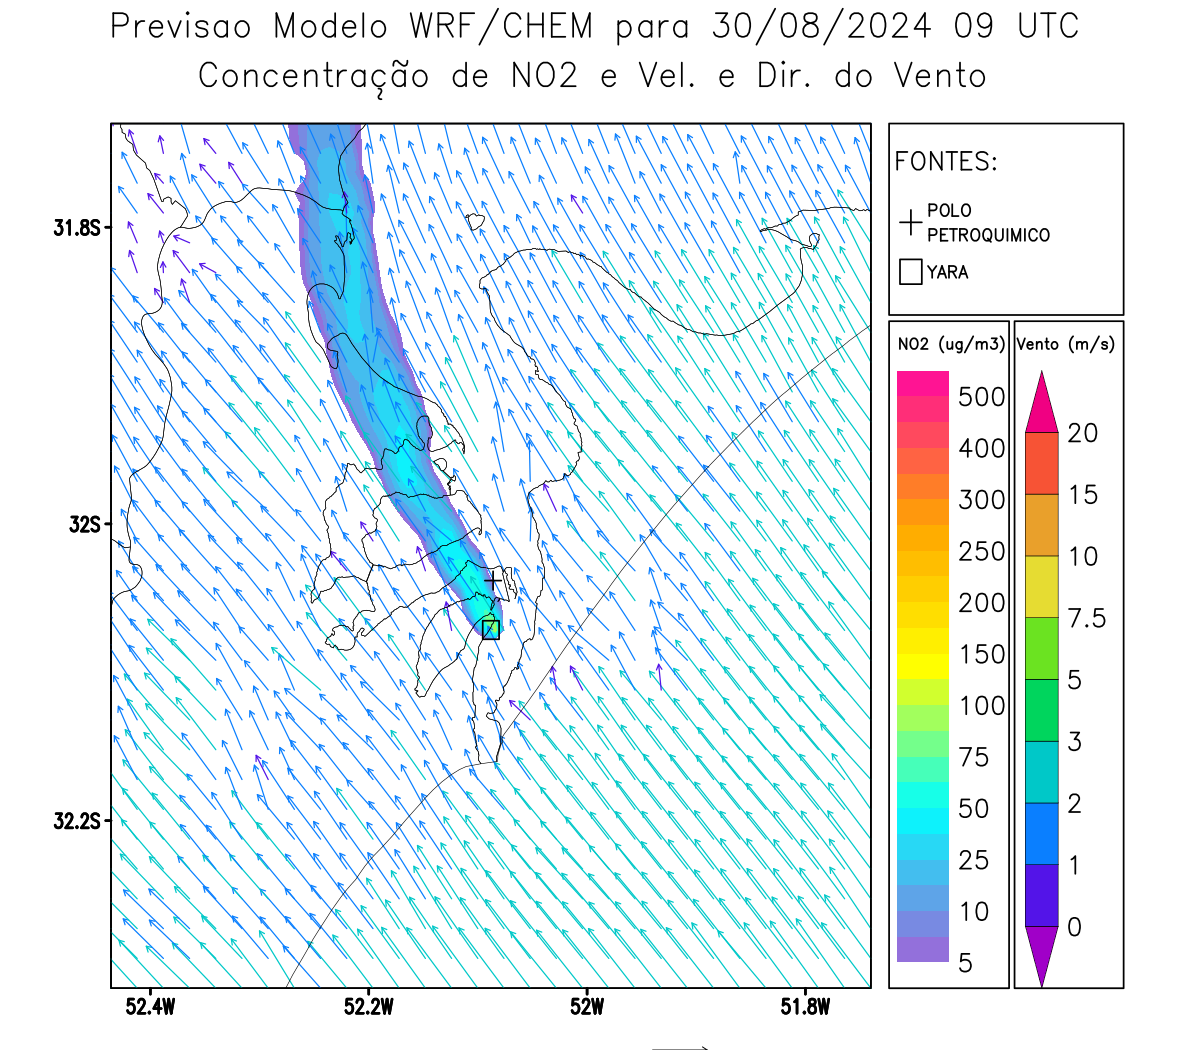 Previsao Modelo WRF/CHEM para 30/08/2024 09 UTC
Concentração de NO2 e Vel. e Dir. do Vento
FONTES:
POLO
PETROQUIMICO
YARA
31.8S
32S
32.2S
52.4W
52.2W
52W
51.8W
NO2 (ug/m3)
500
400
300
250
200
150
100
75
50
25
10
5
Vento (m/s)
20
15
10
7.5
5
3
2
1
0